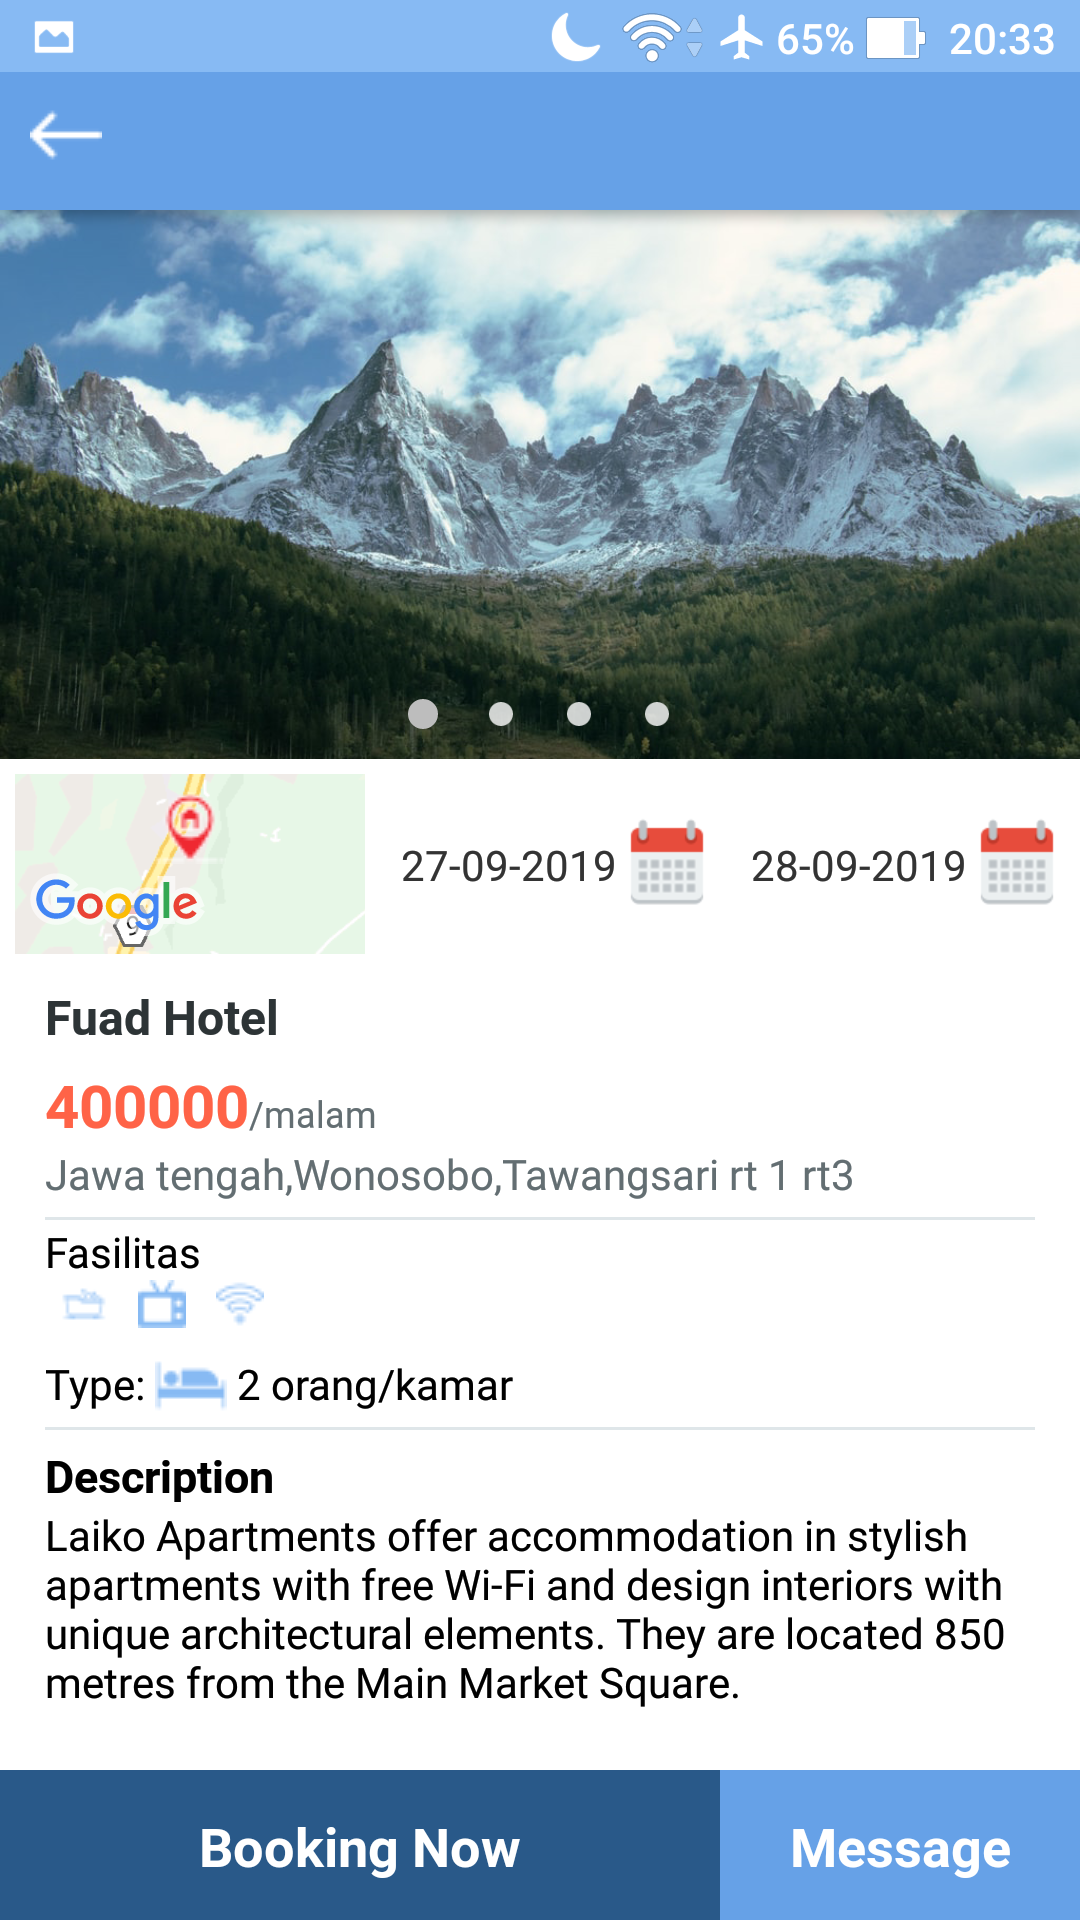 65% 20:33
Google
9
27-09-2019 28-09-2019
Fuad Hotel
400000/malam
Jawa tengah,Wonosobo,Tawangsari rt 1 rt3
Fasilitas
Type: 2 orang/kamar
Description
Laiko Apartments offer accommodation in stylish
apartments with free Wi-Fi and design interiors with
unique architectural elements. They are located 850
metres from the Main Market Square.
Booking Now Message